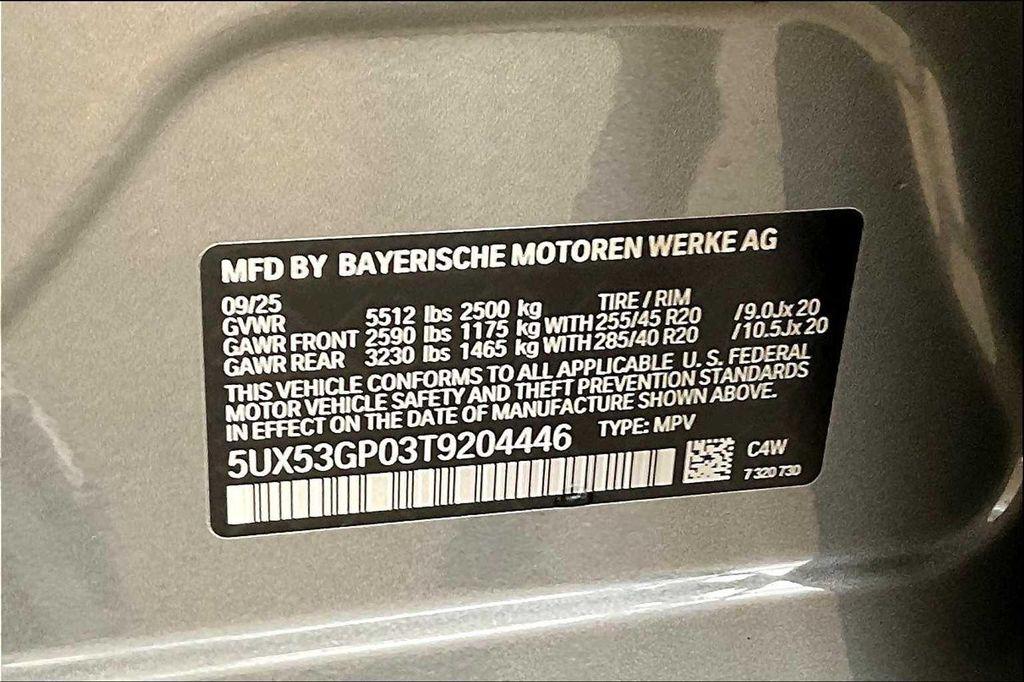 MFD BY BAYERISCHE MOTOREN WERKE AG
09/25 TIRE / RIM
GVWR 5512 lbs 2500 kg
GAWR FRONT 2590 lbs 1175 kg WITH 255/45 R20 /9.0Jx20
GAWR REAR 3230 lbs 1465 kg WITH 285/40 R20 /10.5Jx20
THIS VEHICLE CONFORMS TO ALL APPLICABLE U. S. FEDERAL
MOTOR VEHICLE SAFETY AND THEFT PREVENTION STANDARDS
IN EFFECT ON THE DATE OF MANUFACTURE SHOWN ABOVE.
5UX53GP03T9204446 TYPE: MPV
C4W
7 320 730